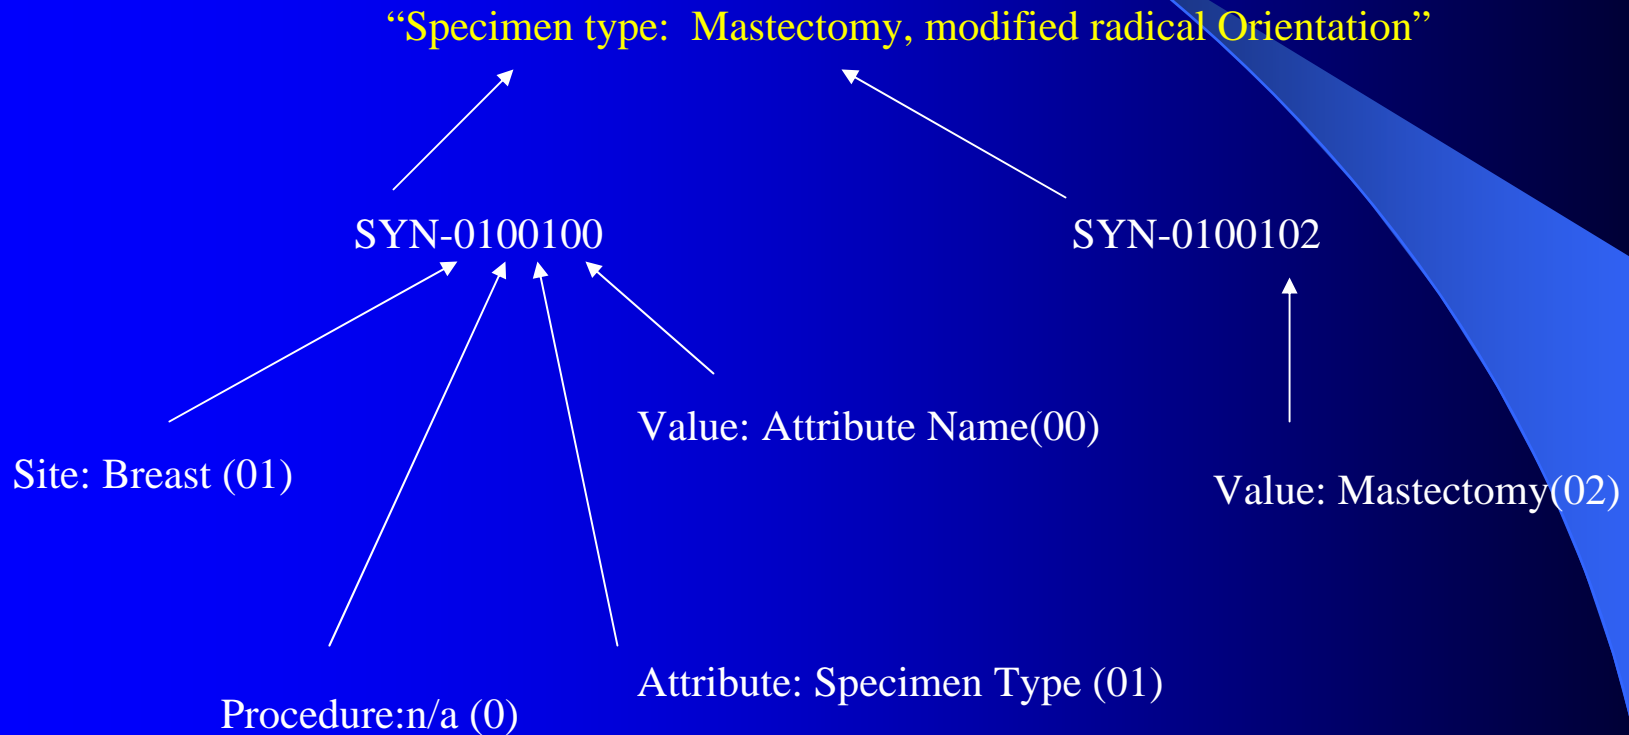 “Specimen type:  Mastectomy, modified radical Orientation”
SYN-0100100
SYN-0100102
Value: Attribute Name(00)
Site: Breast (01)
Value: Mastectomy(02)
Attribute: Specimen Type (01)
Procedure:n/a (0)